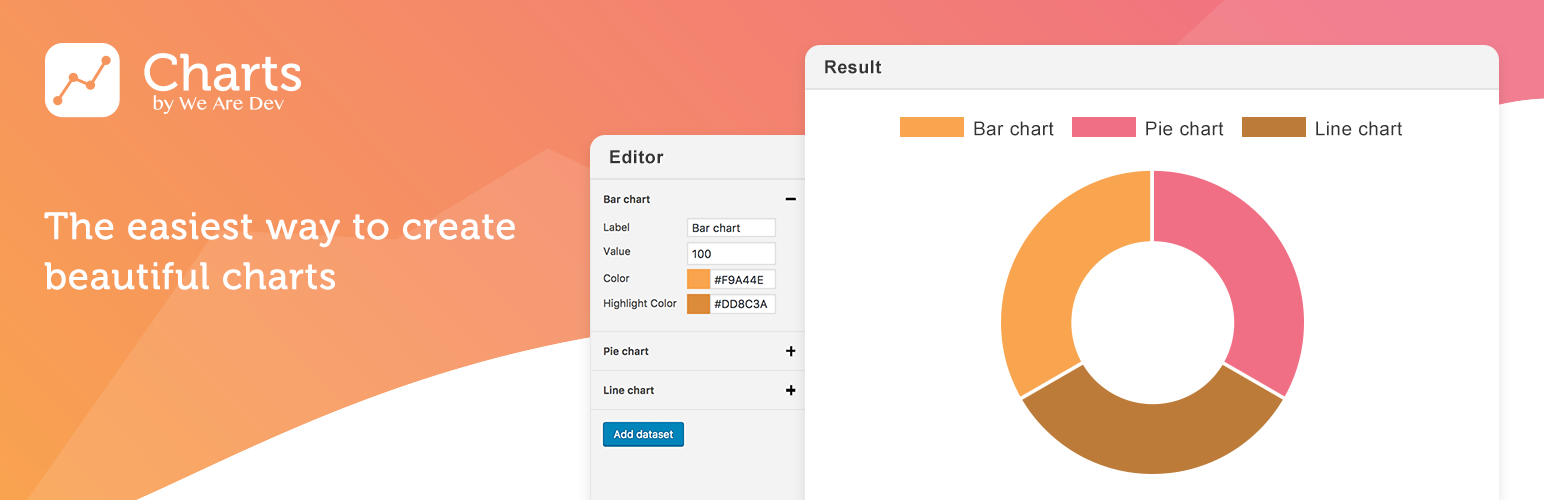 Charts
by We Are Dev
The easiest way to create
beautiful charts
Editor
Bar chart
Label Bar chart
Value 100
Color #F9A44E
Highlight Color #DD8C3A
Pie chart
Line chart
Add dataset
Result
Bar chart Pie chart Line chart